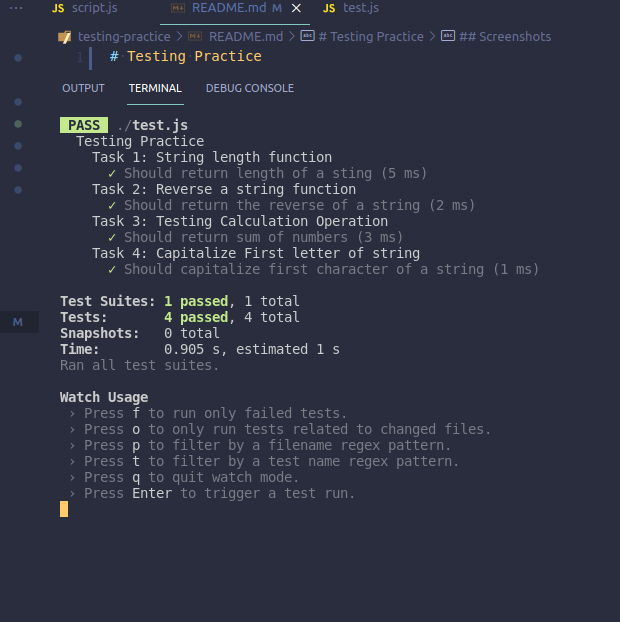 ··· JS script.js README.md M × JS test.js
testing-practice > README.md > # Testing Practice > ## Screenshots
1 # Testing Practice
OUTPUT TERMINAL DEBUG CONSOLE
PASS ./test.js
Testing Practice
Task 1: String length function
✓ Should return length of a sting (5 ms)
Task 2: Reverse a string function
✓ Should return the reverse of a string (2 ms)
Task 3: Testing Calculation Operation
✓ Should return sum of numbers (3 ms)
Task 4: Capitalize First letter of string
✓ Should capitalize first character of a string (1 ms)
Test Suites: 1 passed, 1 total
Tests: 4 passed, 4 total
M
Snapshots: 0 total
Time: 0.905 s, estimated 1 s
Ran all test suites.
Watch Usage
› Press f to run only failed tests.
› Press o to only run tests related to changed files.
› Press p to filter by a filename regex pattern.
› Press t to filter by a test name regex pattern.
› Press q to quit watch mode.
› Press Enter to trigger a test run.